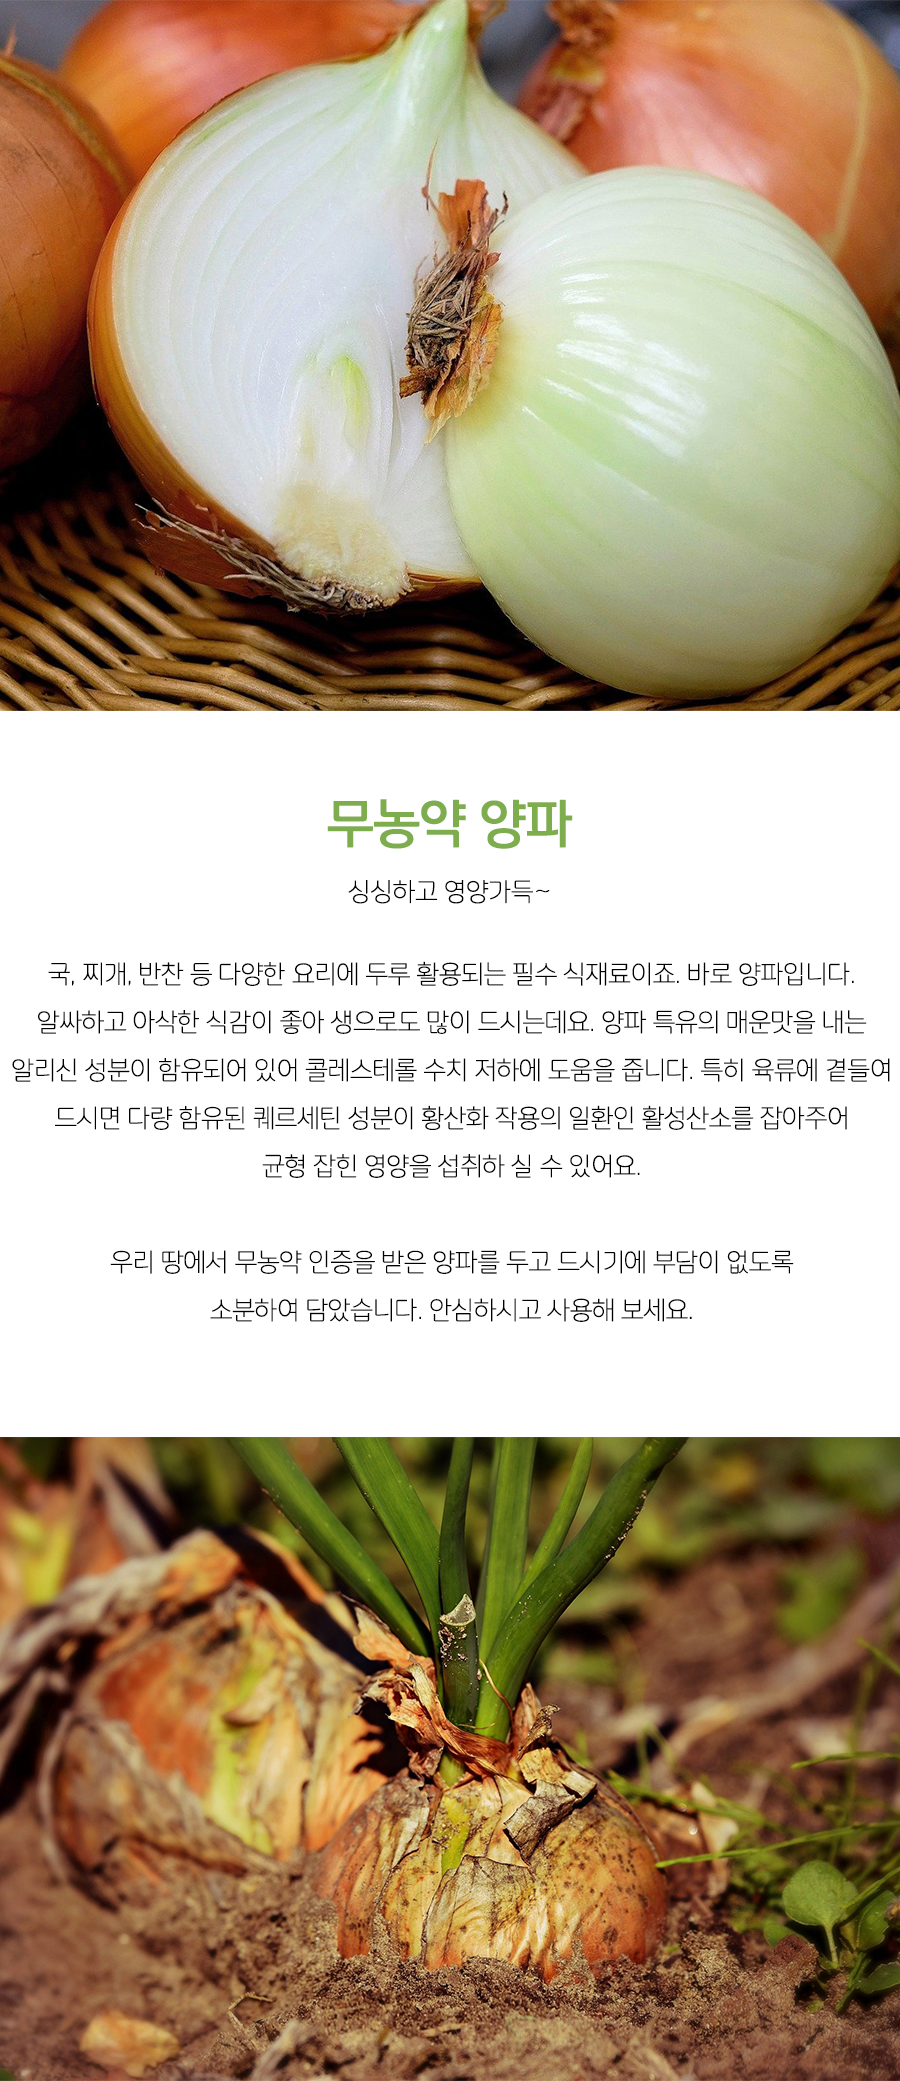 무농약 양파
싱싱하고 영양가득~
국, 찌개, 반찬 등 다양한 요리에 두루 활용되는 필수 식재료이죠. 바로 양파입니다.
알싸하고 아삭한 식감이 좋아 생으로도 많이 드시는데요. 양파 특유의 매운맛을 내는
알리신 성분이 함유되어 있어 콜레스테롤 수치 저하에 도움을 줍니다. 특히 육류에 곁들여
드시면 다량 함유된 퀘르세틴 성분이 황산화 작용의 일환인 활성산소를 잡아주어
균형 잡힌 영양을 섭취하 실 수 있어요.
우리 땅에서 무농약 인증을 받은 양파를 두고 드시기에 부담이 없도록
소분하여 담았습니다. 안심하시고 사용해 보세요.